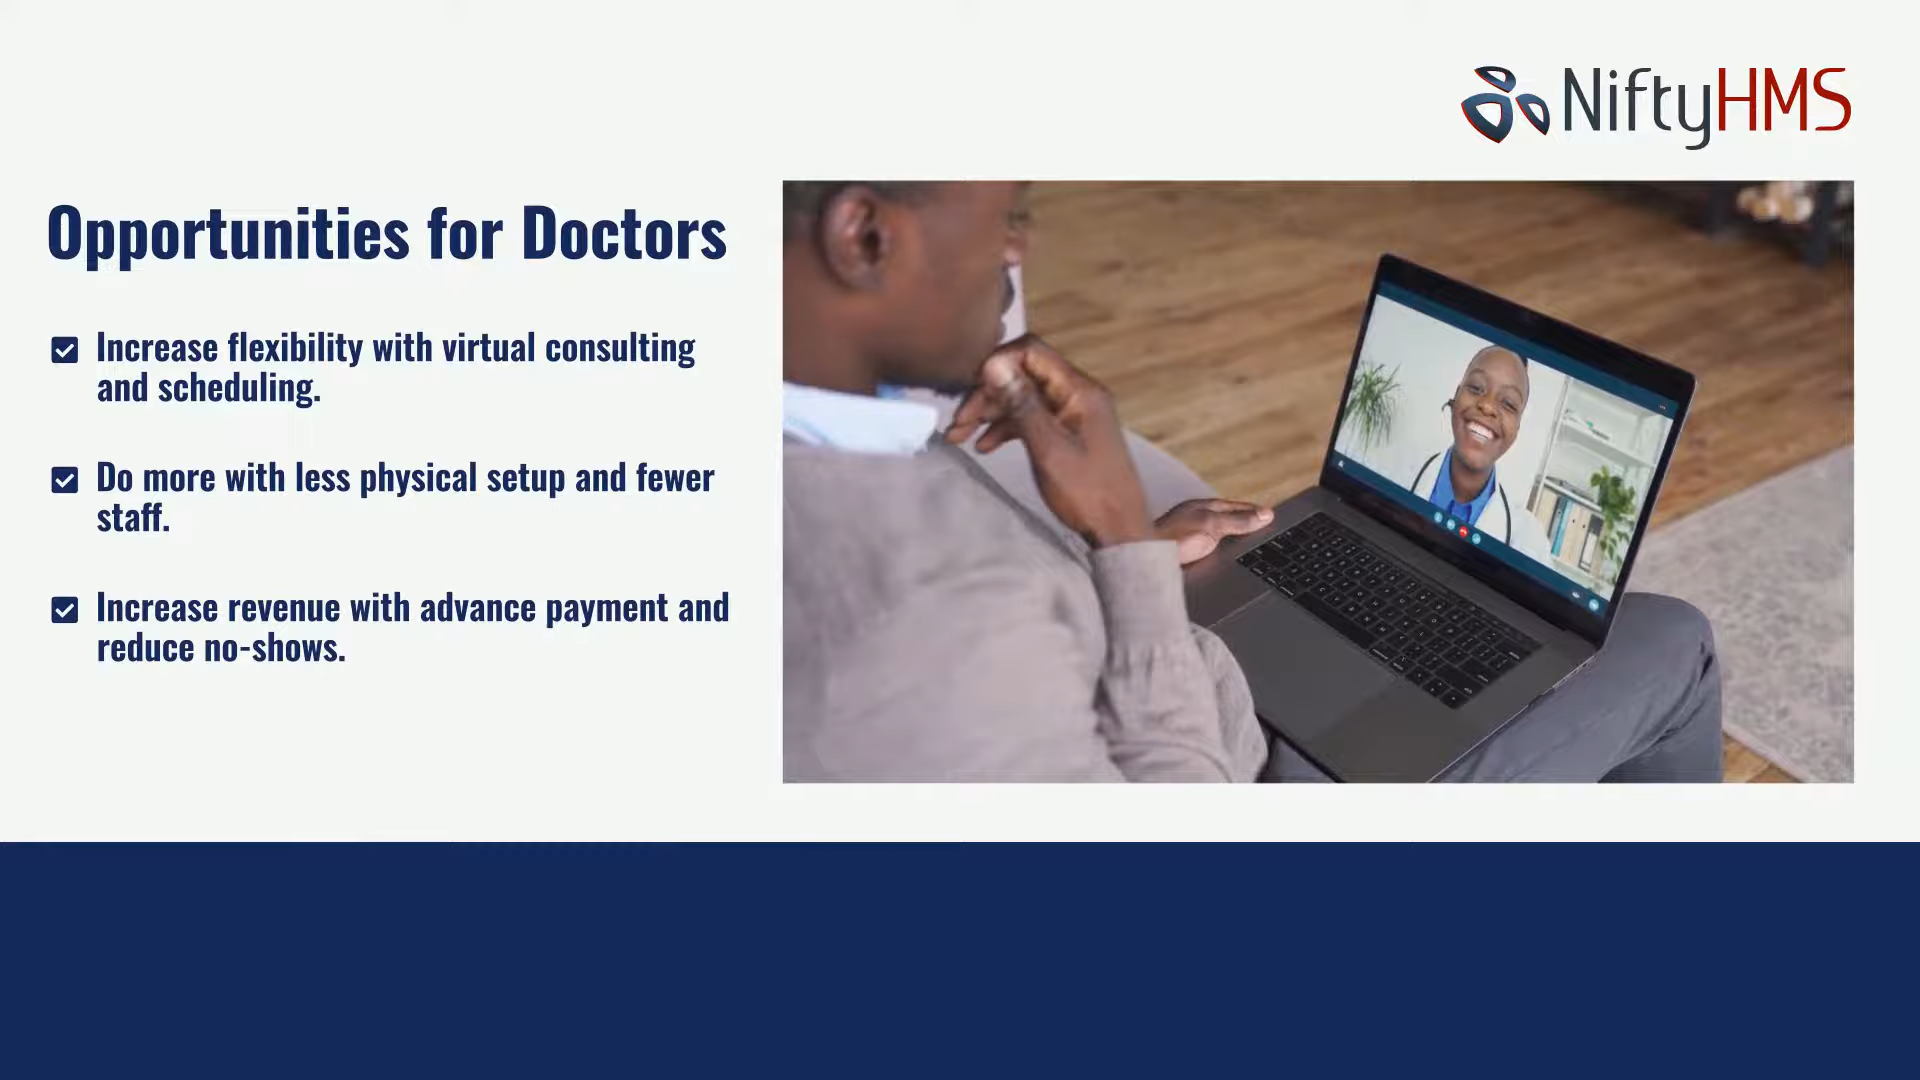 NiftyHMS
Opportunities for Doctors
Increase flexibility with virtual consulting
and scheduling.
Do more with less physical setup and fewer
staff.
Increase revenue with advance payment and
reduce no-shows.